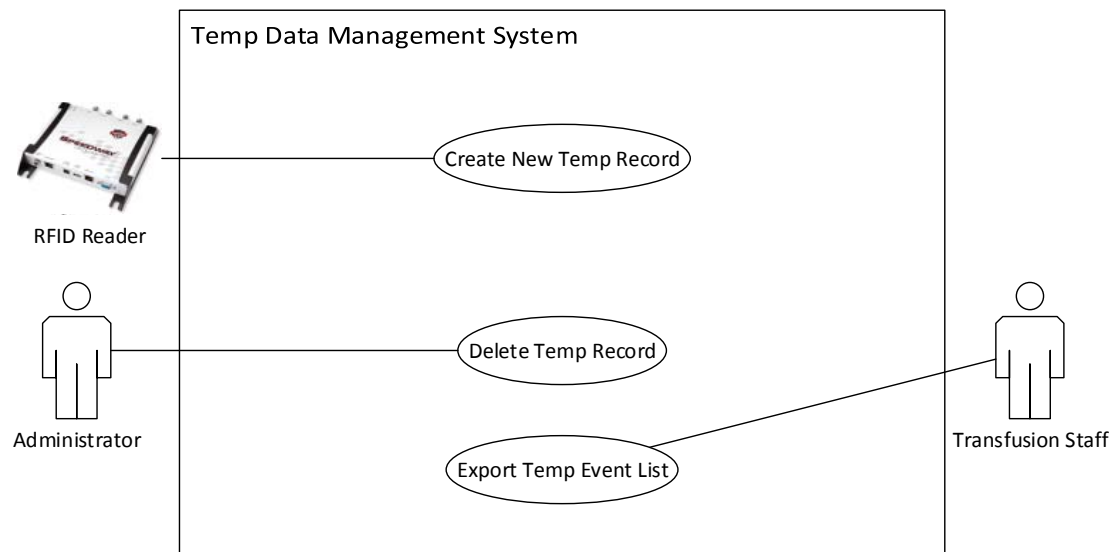 Temp Data Management System
SPEEDWAY
Create New Temp Record
RFID Reader
Delete Temp Record
Administrator
Transfusion Staff
Export Temp Event List